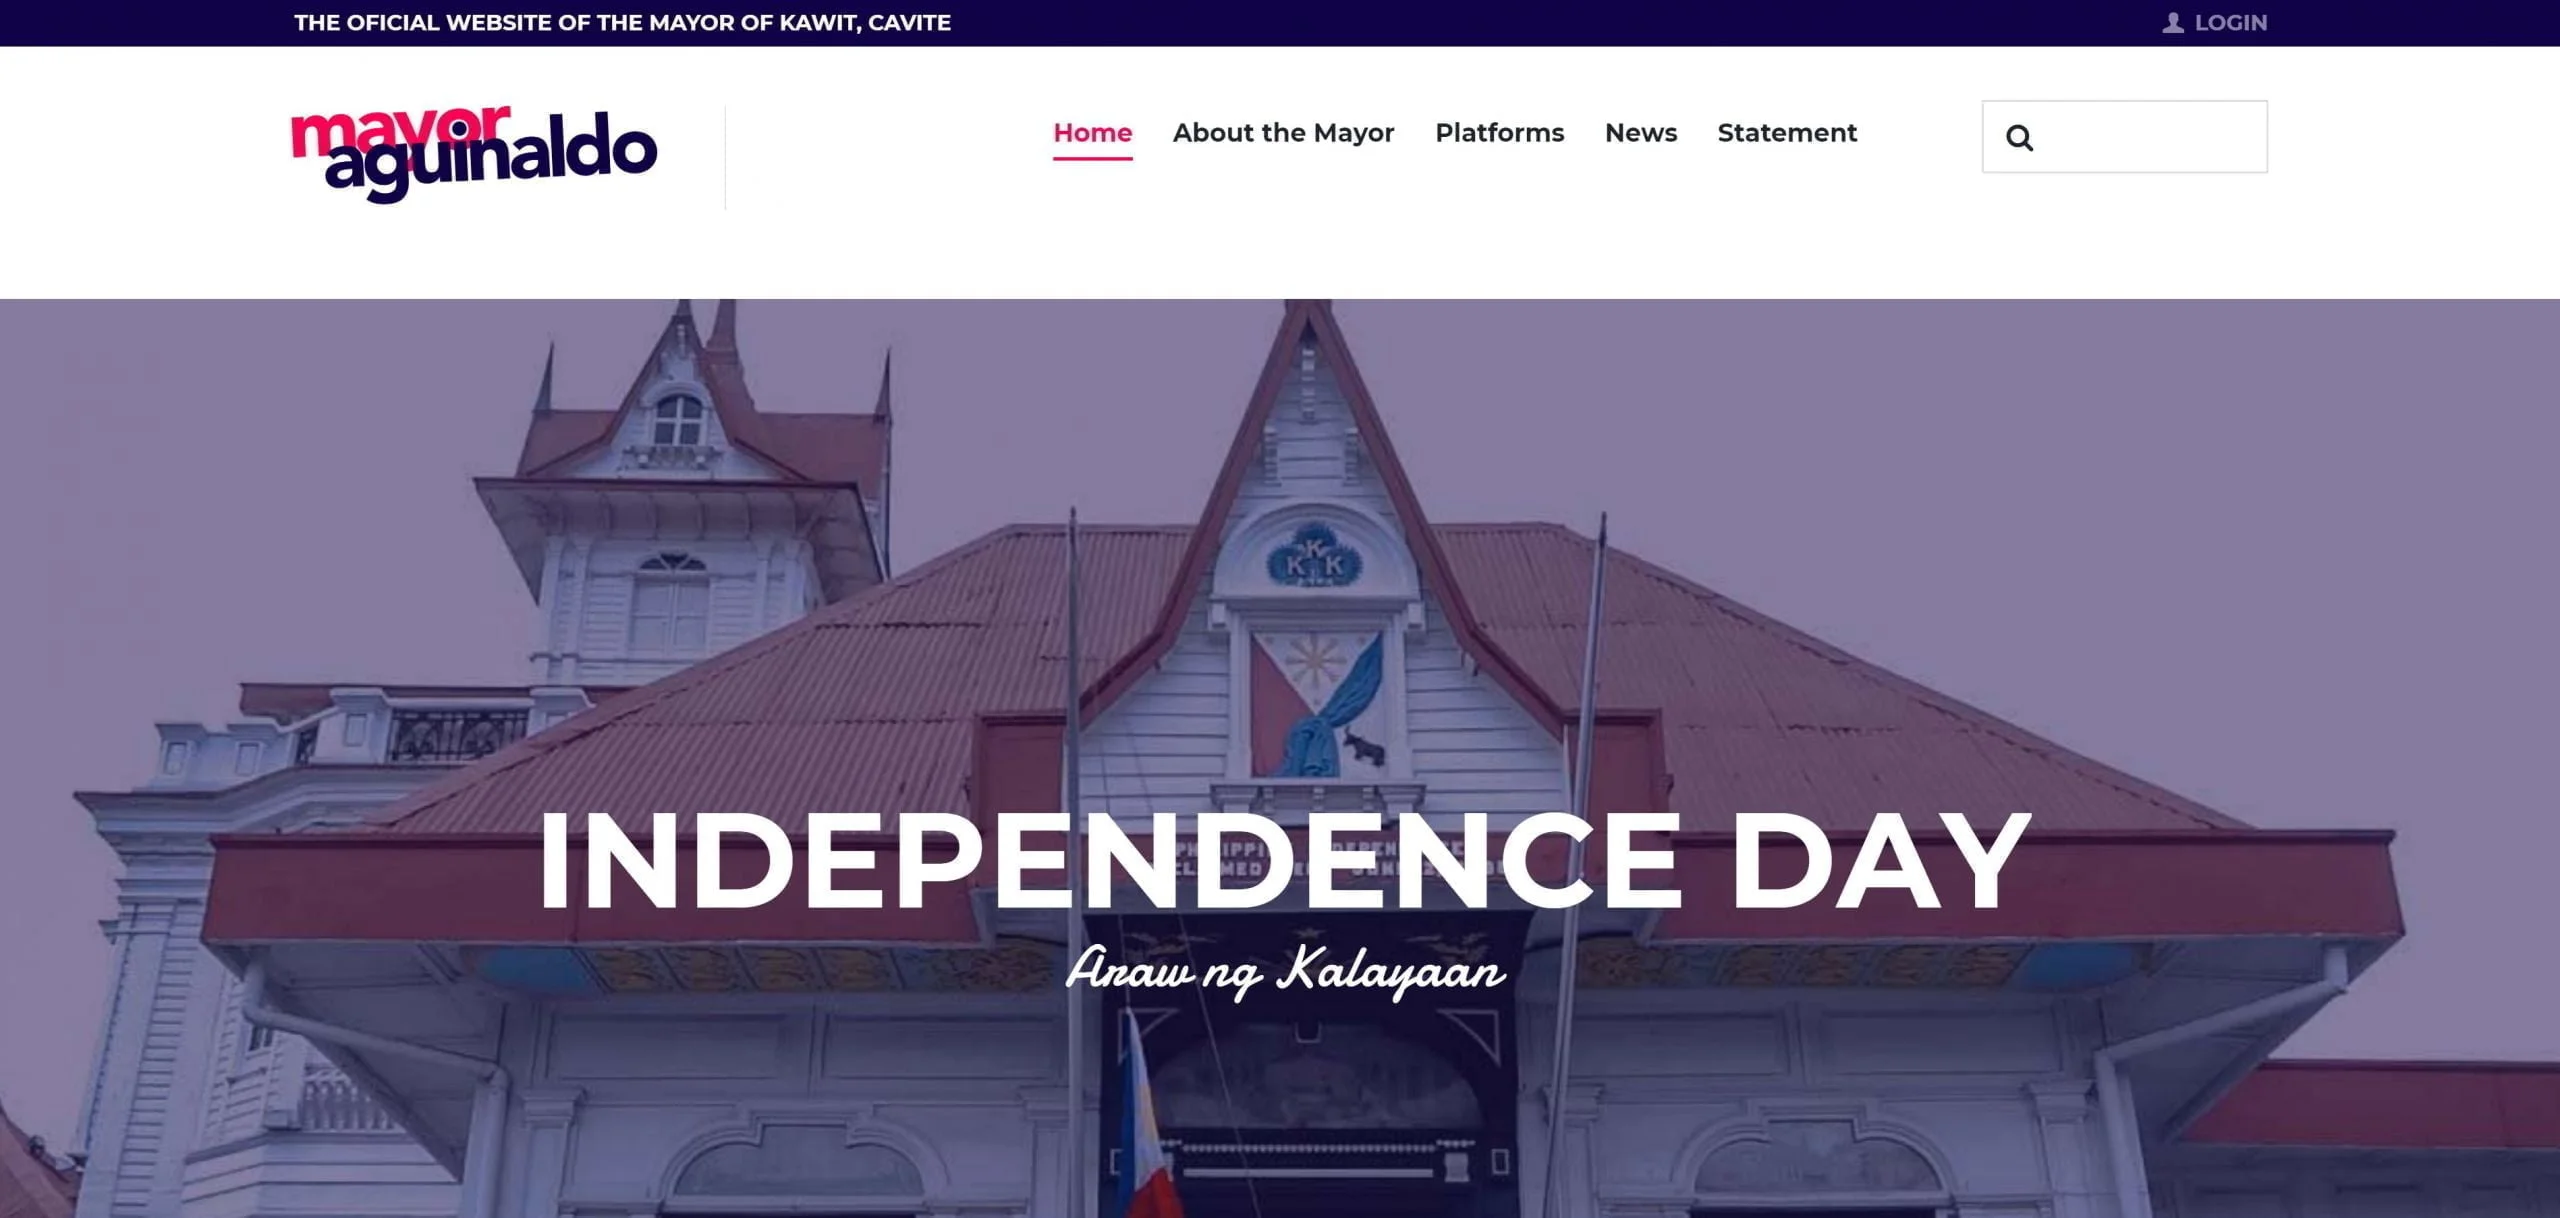 THE OFICIAL WEBSITE OF THE MAYOR OF KAWIT, CAVITE
LOGIN
mayor
aguinaldo
Home
About the Mayor
Platforms
News
Statement
K
K K
INDEPENDENCE DAY
Araw ng Kalayaan